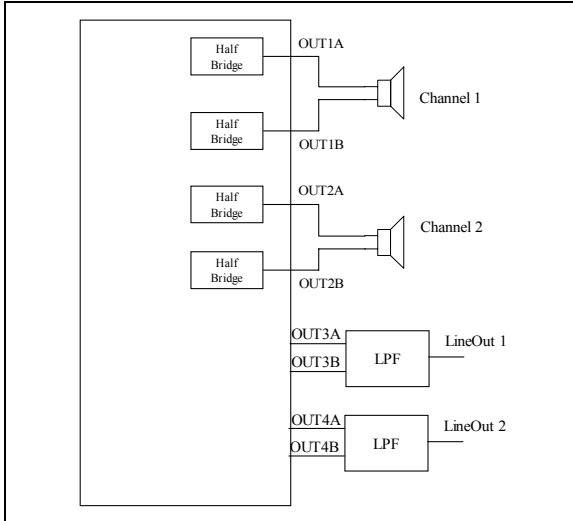 Half
Bridge
OUT1A
Channel 1
Half
Bridge
OUT1B
Half
Bridge
OUT2A
Channel 2
Half
Bridge
OUT2B
OUT3A
OUT3B
LPF
LineOut 1
OUT4A
OUT4B
LPF
LineOut 2